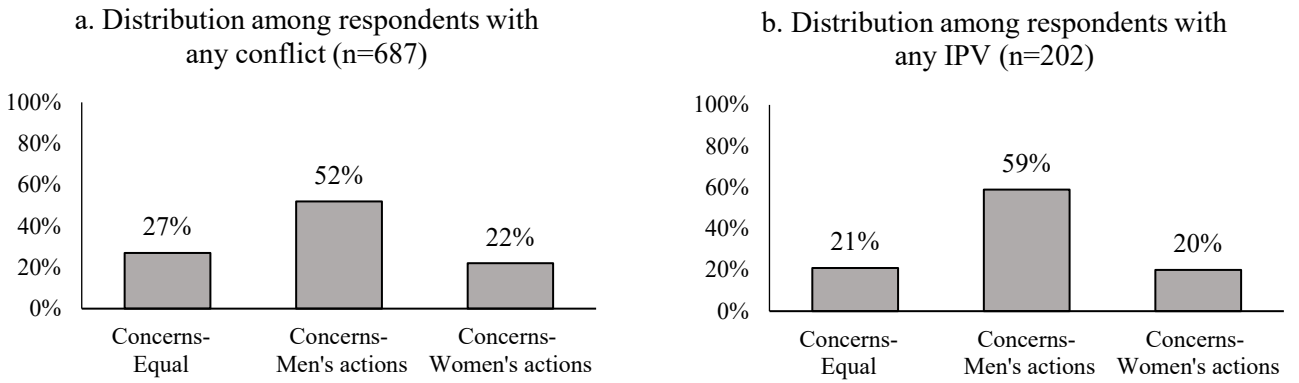 a. Distribution among respondents with
any conflict (n=687)
100%
80%
60%
40%
20%
0%
27%
52%
22%
Concerns-
Equal
Concerns-
Men's actions
Concerns-
Women's actions
b. Distribution among respondents with
any IPV (n=202)
100%
80%
60%
40%
20%
0%
21%
59%
20%
Concerns-
Equal
Concerns-
Men's actions
Concerns-
Women's actions